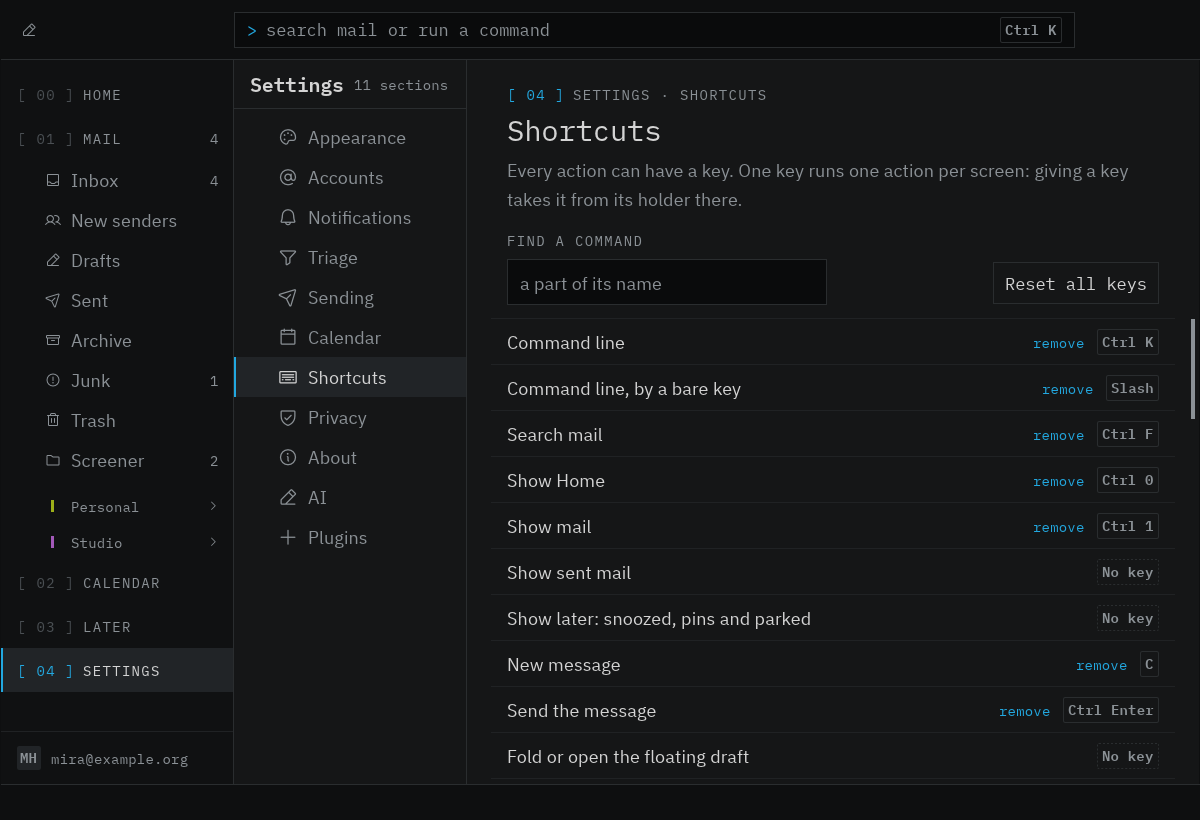 > search mail or run a command Ctrl K
[ 00 ] HOME
[ 01 ] MAIL 4
Inbox 4
New senders
Drafts
Sent
Archive
Junk 1
Trash
Screener 2
Personal
Studio
[ 02 ] CALENDAR
[ 03 ] LATER
[ 04 ] SETTINGS
MH mira@example.org
Settings 11 sections
Appearance
Accounts
Notifications
Triage
Sending
Calendar
Shortcuts
Privacy
About
AI
Plugins
[ 04 ] SETTINGS · SHORTCUTS
Shortcuts
Every action can have a key. One key runs one action per screen: giving a key
takes it from its holder there.
FIND A COMMAND
a part of its name
Reset all keys
Command line remove Ctrl K
Command line, by a bare key remove Slash
Search mail remove Ctrl F
Show Home remove Ctrl 0
Show mail remove Ctrl 1
Show sent mail No key
Show later: snoozed, pins and parked No key
New message remove C
Send the message remove Ctrl Enter
Fold or open the floating draft No key